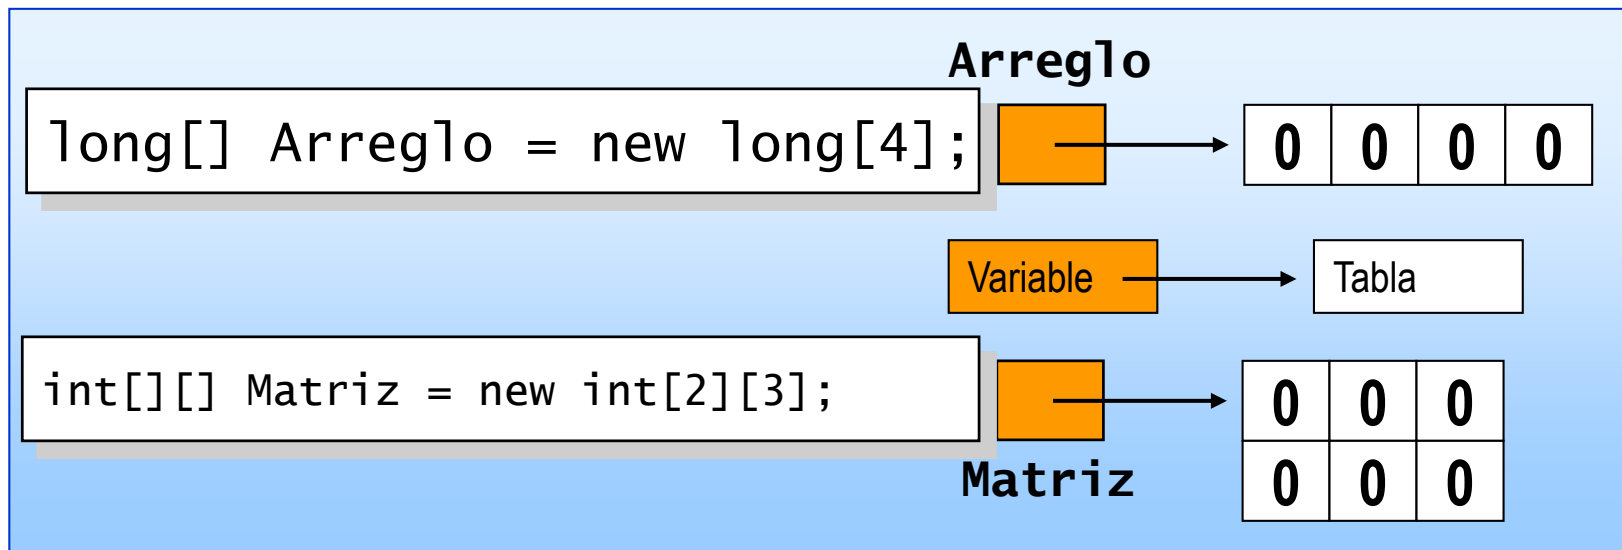 Arreglo
long[] Arreglo = new long[4];
0 0 0 0
Variable
Tabla
int[][] Matriz = new int[2][3];
0 0 0
Matriz
0 0 0